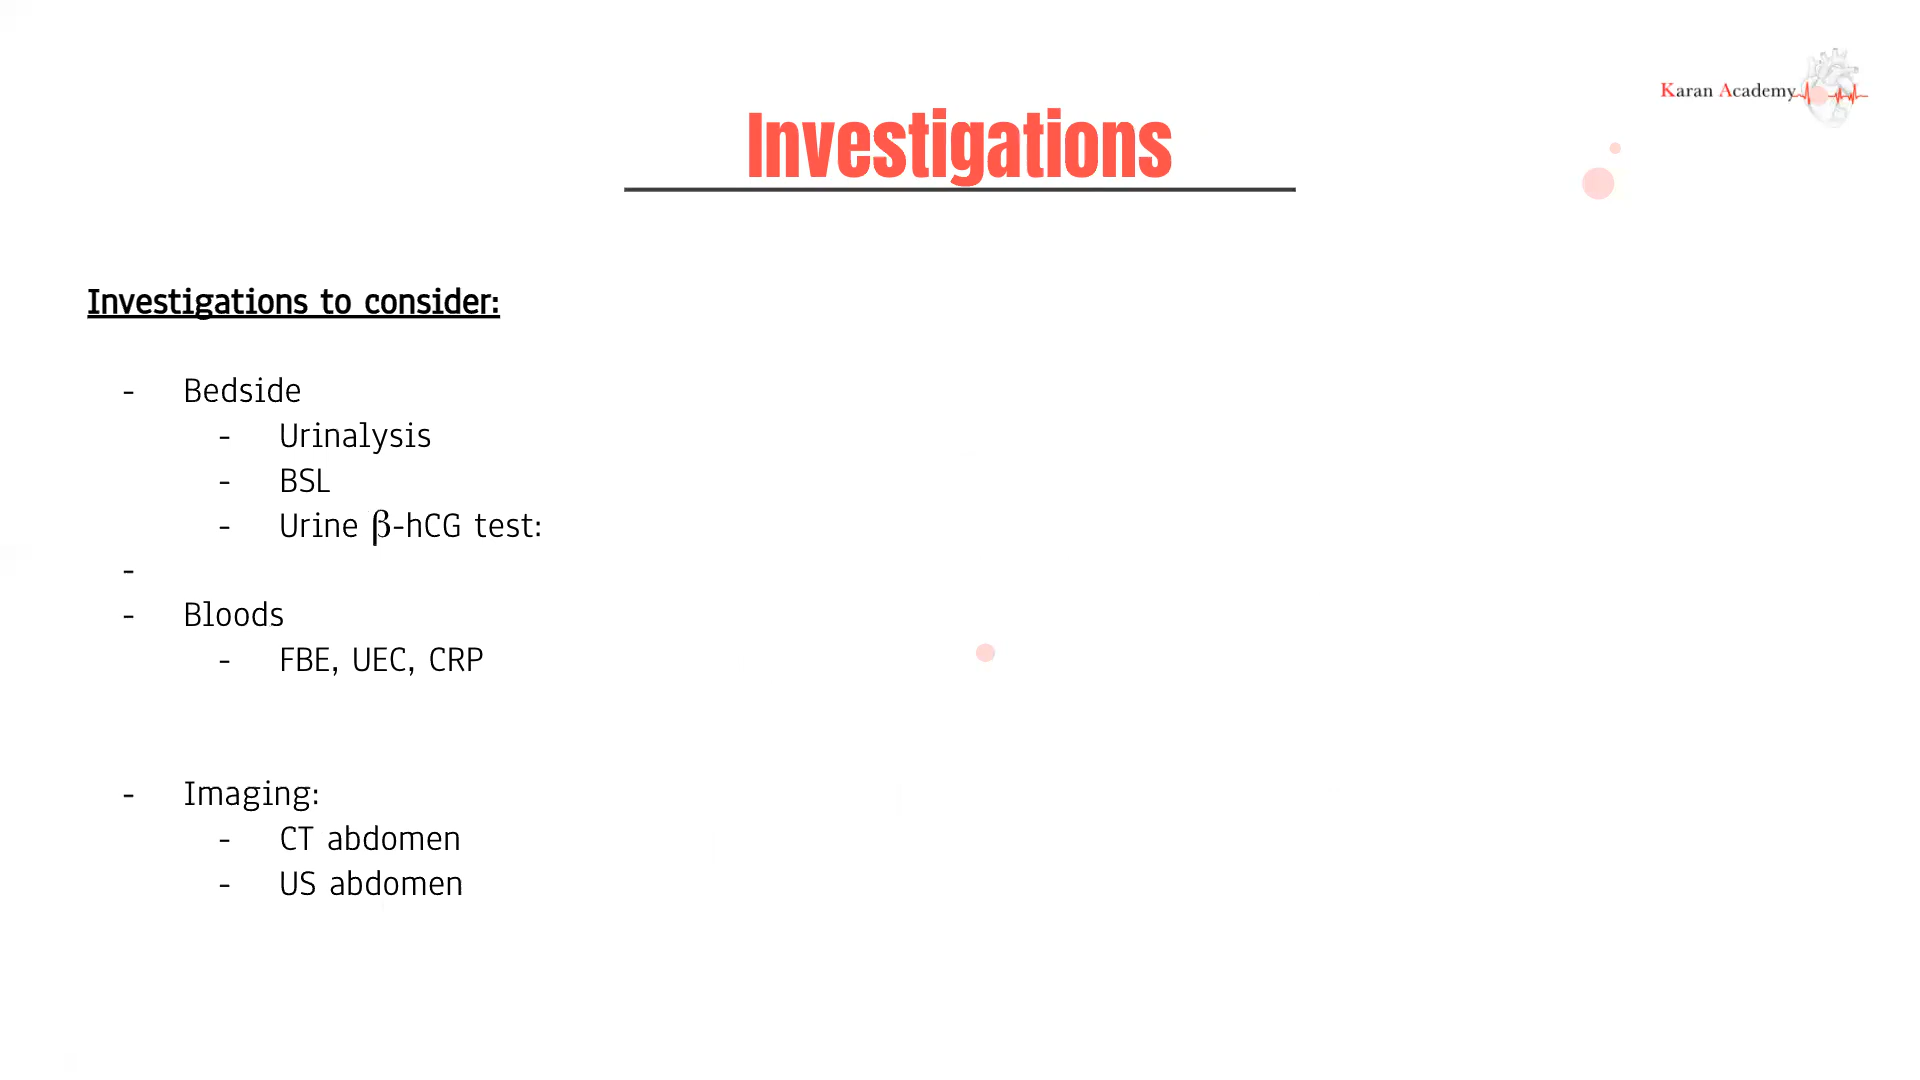 Karan Academy
Investigations
Investigations to consider:
- Bedside
- Urinalysis
- BSL
- Urine β-hCG test:
-
- Bloods
- FBE, UEC, CRP
- Imaging:
- CT abdomen
- US abdomen